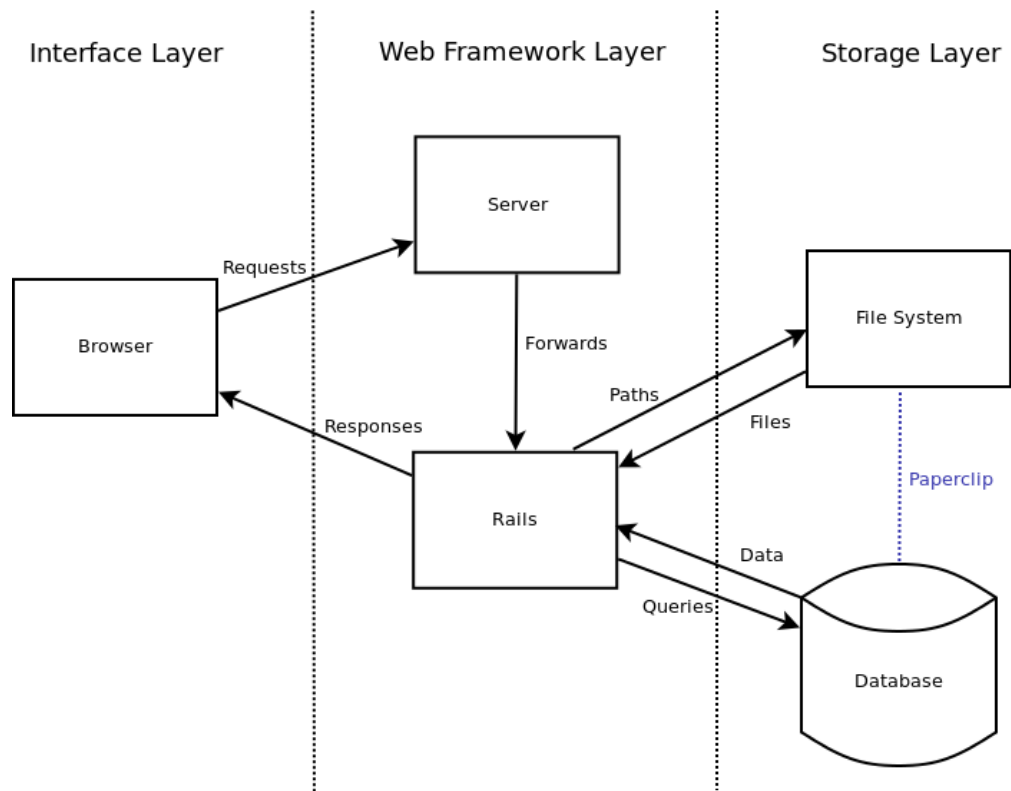 Interface Layer
Web Framework Layer
Storage Layer
Server
Requests
File System
Browser
Forwards
Paths
Files
Responses
Paperclip
Rails
Data
Queries
Database